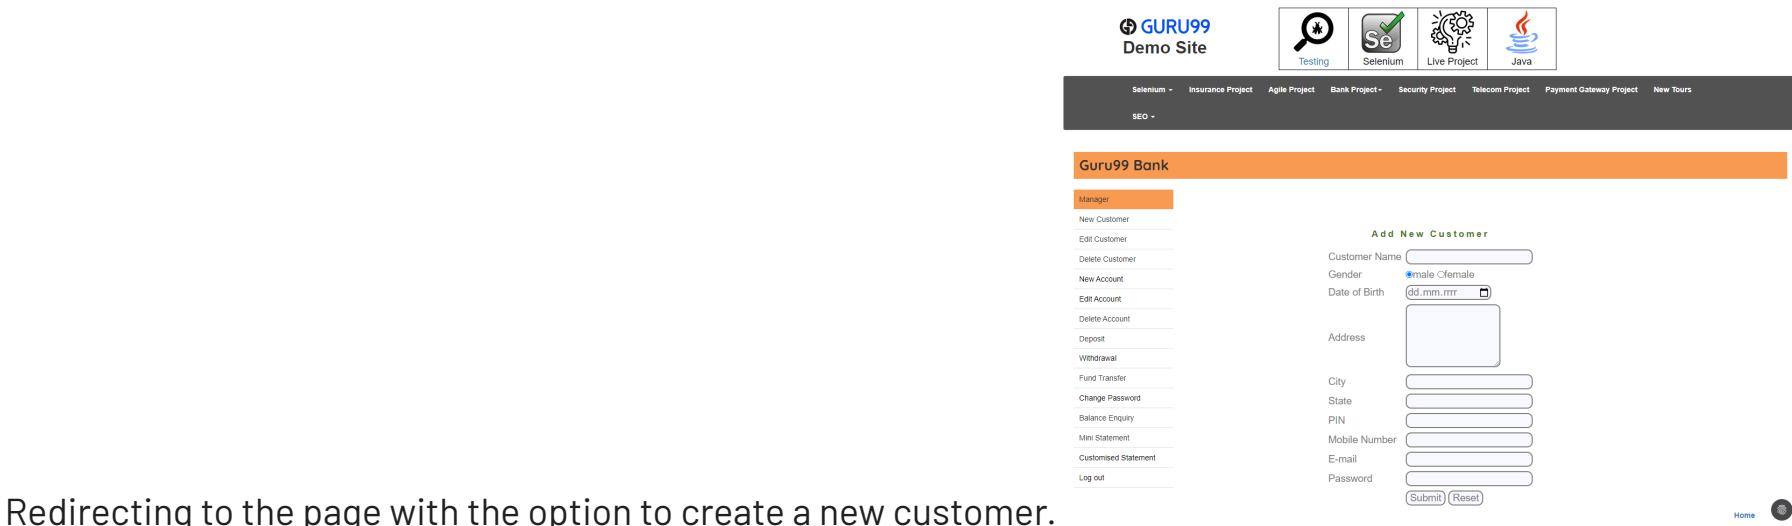 GURU99
Demo Site
Testing
Se
Selenium
Live Project
Java
Selenium
Insurance Project
Agile Project
Bank Project
Security Project
Telecom Project
Payment Gateway Project
New Tours
SEO
Guru99 Bank
Manager
New Customer
Edit Customer
Delete Customer
New Account
Edit Account
Delete Account
Deposit
Withdrawal
Fund Transfer
Change Password
Balance Enquiry
Mini Statement
Customised Statement
Log out
Add New Customer
Customer Name
Gender male female
Date of Birth dd.mm.rrrr
Address
City
State
PIN
Mobile Number
E-mail
Password
Submit Reset
Home
Redirecting to the page with the option to create a new customer.